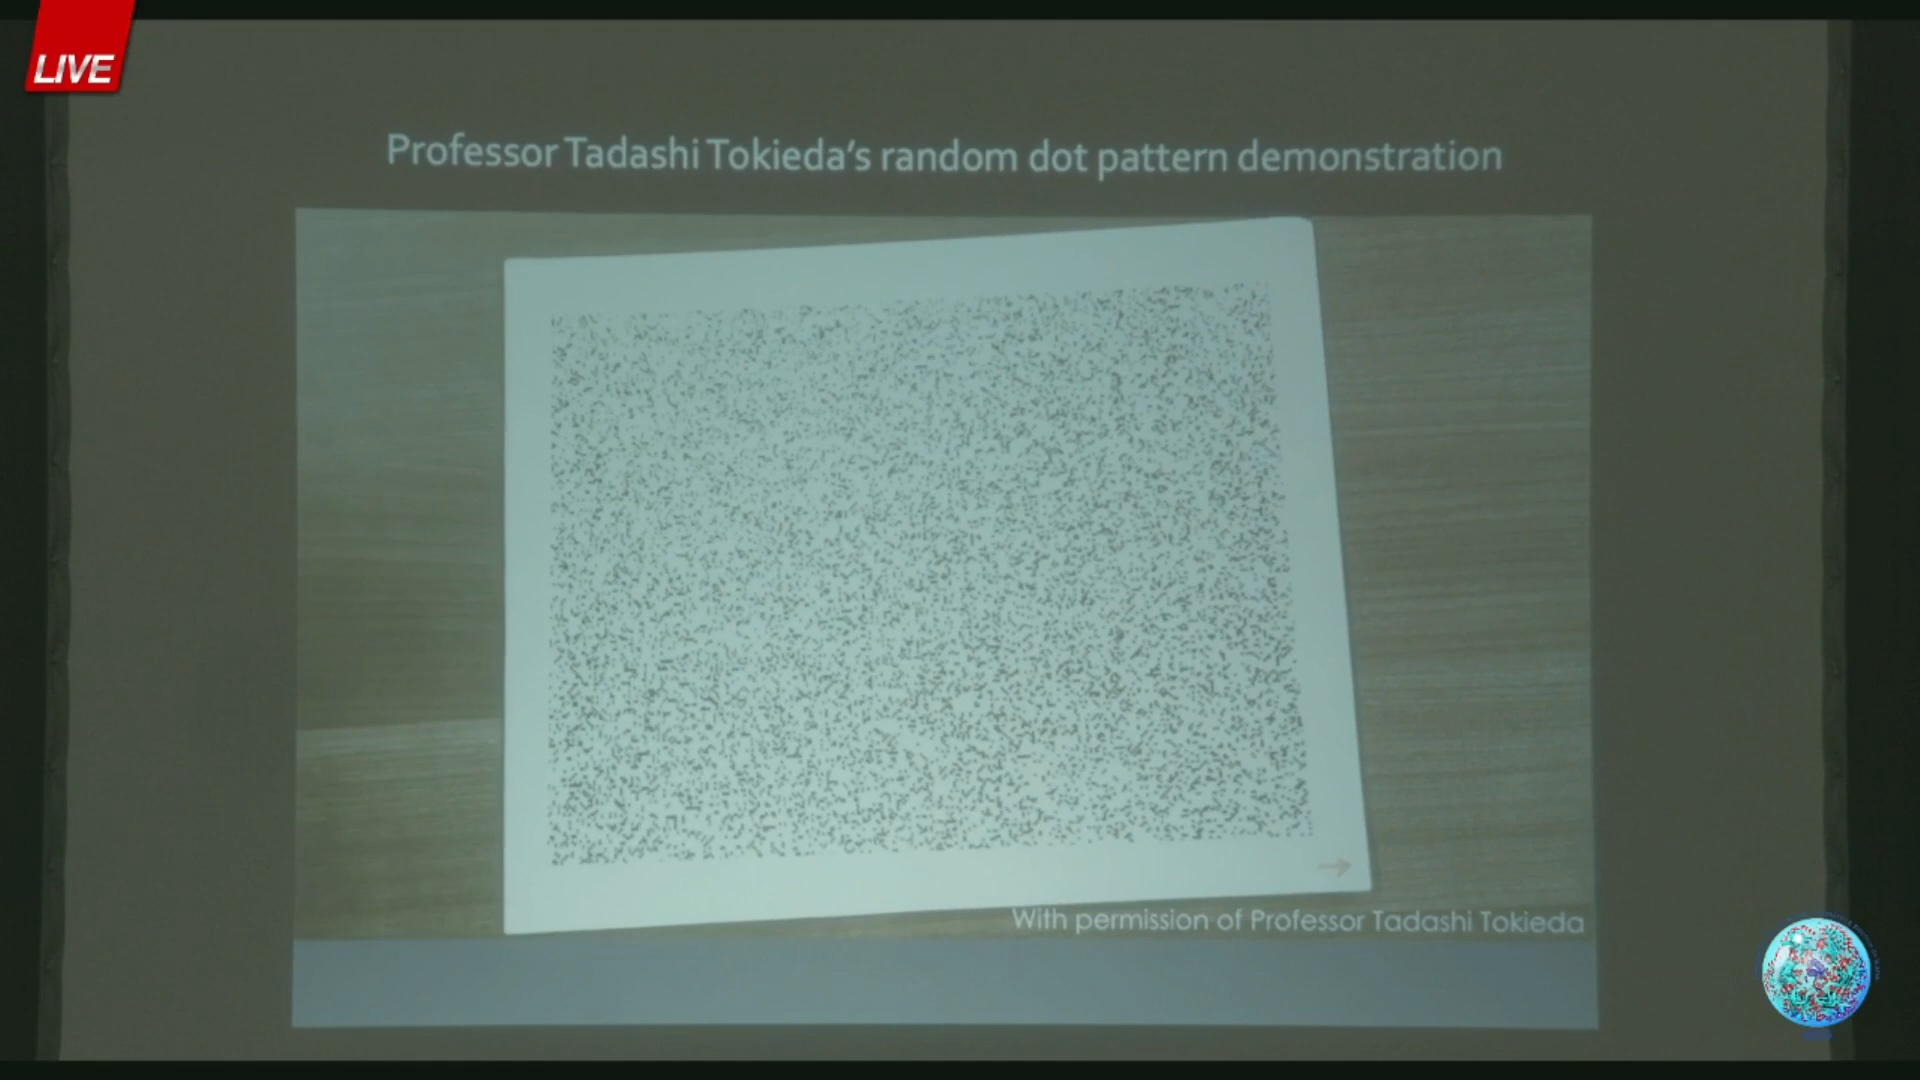 LIVE
Professor Tadashi Tokieda's random dot pattern demonstration
With permission of Professor Tadashi Tokieda